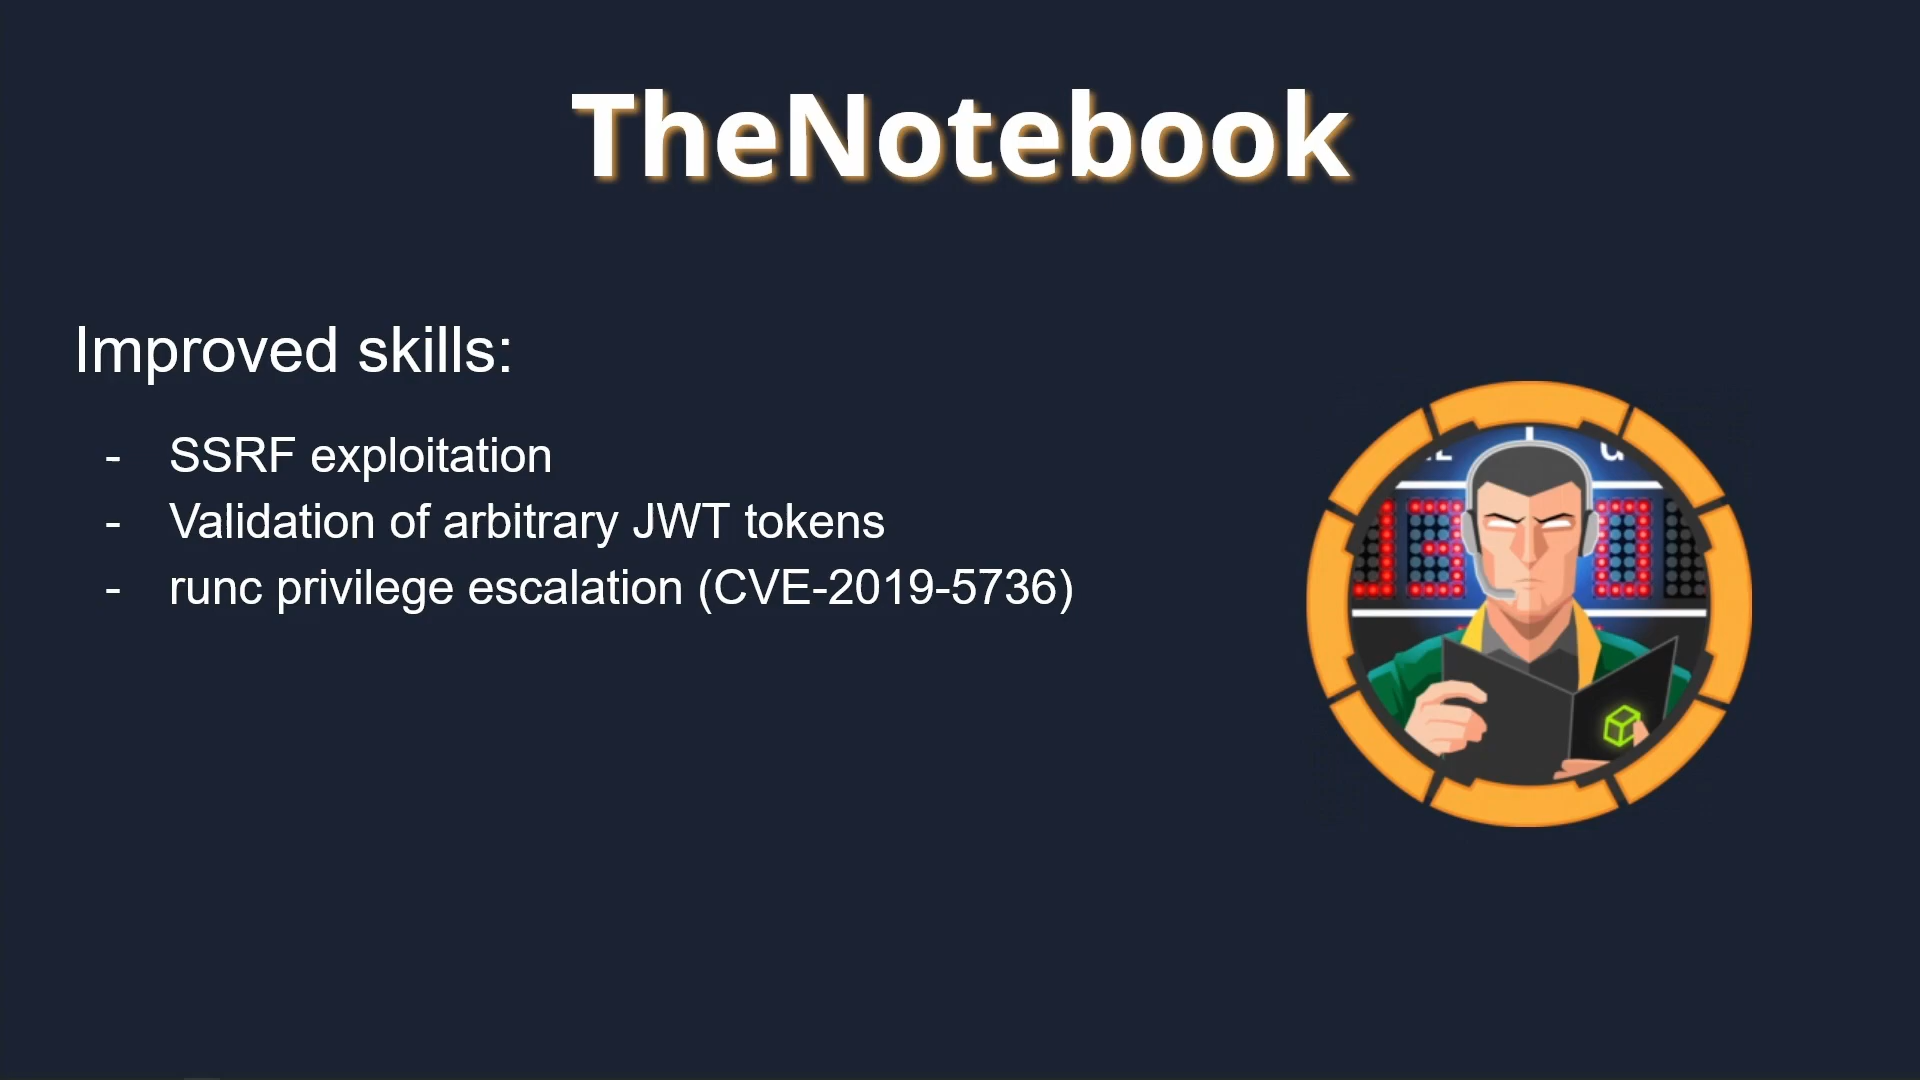 TheNotebook
Improved skills:
- SSRF exploitation
- Validation of arbitrary JWT tokens
- runc privilege escalation (CVE-2019-5736)